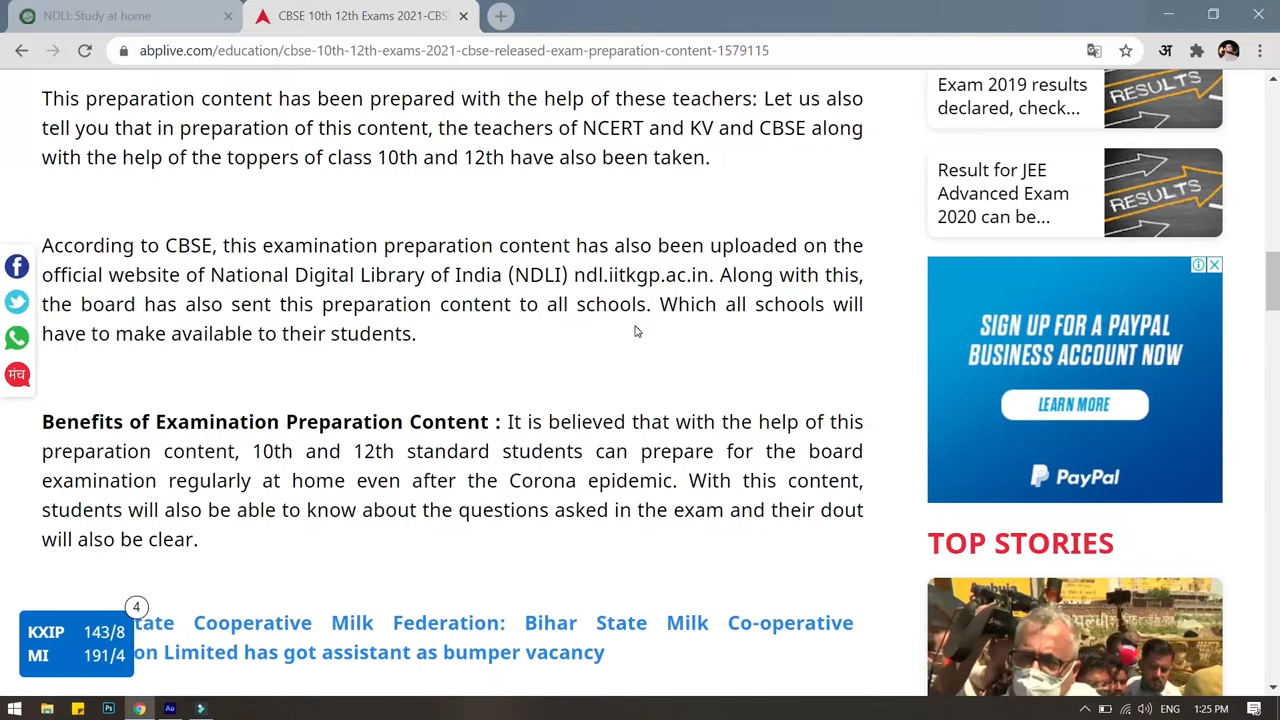 NDLI: Study at home
CBSE 10th 12th Exams 2021-CBS
abplive.com/education/cbse-10th-12th-exams-2021-cbse-released-exam-preparation-content-1579115
अ
This preparation content has been prepared with the help of these teachers: Let us also
tell you that in preparation of this content, the teachers of NCERT and KV and CBSE along
with the help of the toppers of class 10th and 12th have also been taken.
According to CBSE, this examination preparation content has also been uploaded on the
official website of National Digital Library of India (NDLI) ndl.iitkgp.ac.in. Along with this,
the board has also sent this preparation content to all schools. Which all schools will
have to make available to their students.
मंच
Benefits of Examination Preparation Content : It is believed that with the help of this
preparation content, 10th and 12th standard students can prepare for the board
examination regularly at home even after the Corona epidemic. With this content,
students will also be able to know about the questions asked in the exam and their dout
will also be clear.
4
tate Cooperative Milk Federation: Bihar State Milk Co-operative
on Limited has got assistant as bumper vacancy
KXIP 143/8
MI 191/4
Exam 2019 results
declared, check...
RESULTS
Result for JEE
Advanced Exam
2020 can be...
RESULTS
SIGN UP FOR A PAYPAL
BUSINESS ACCOUNT NOW
LEARN MORE
PayPal
TOP STORIES
Ps
Au
ENG
1:25 PM